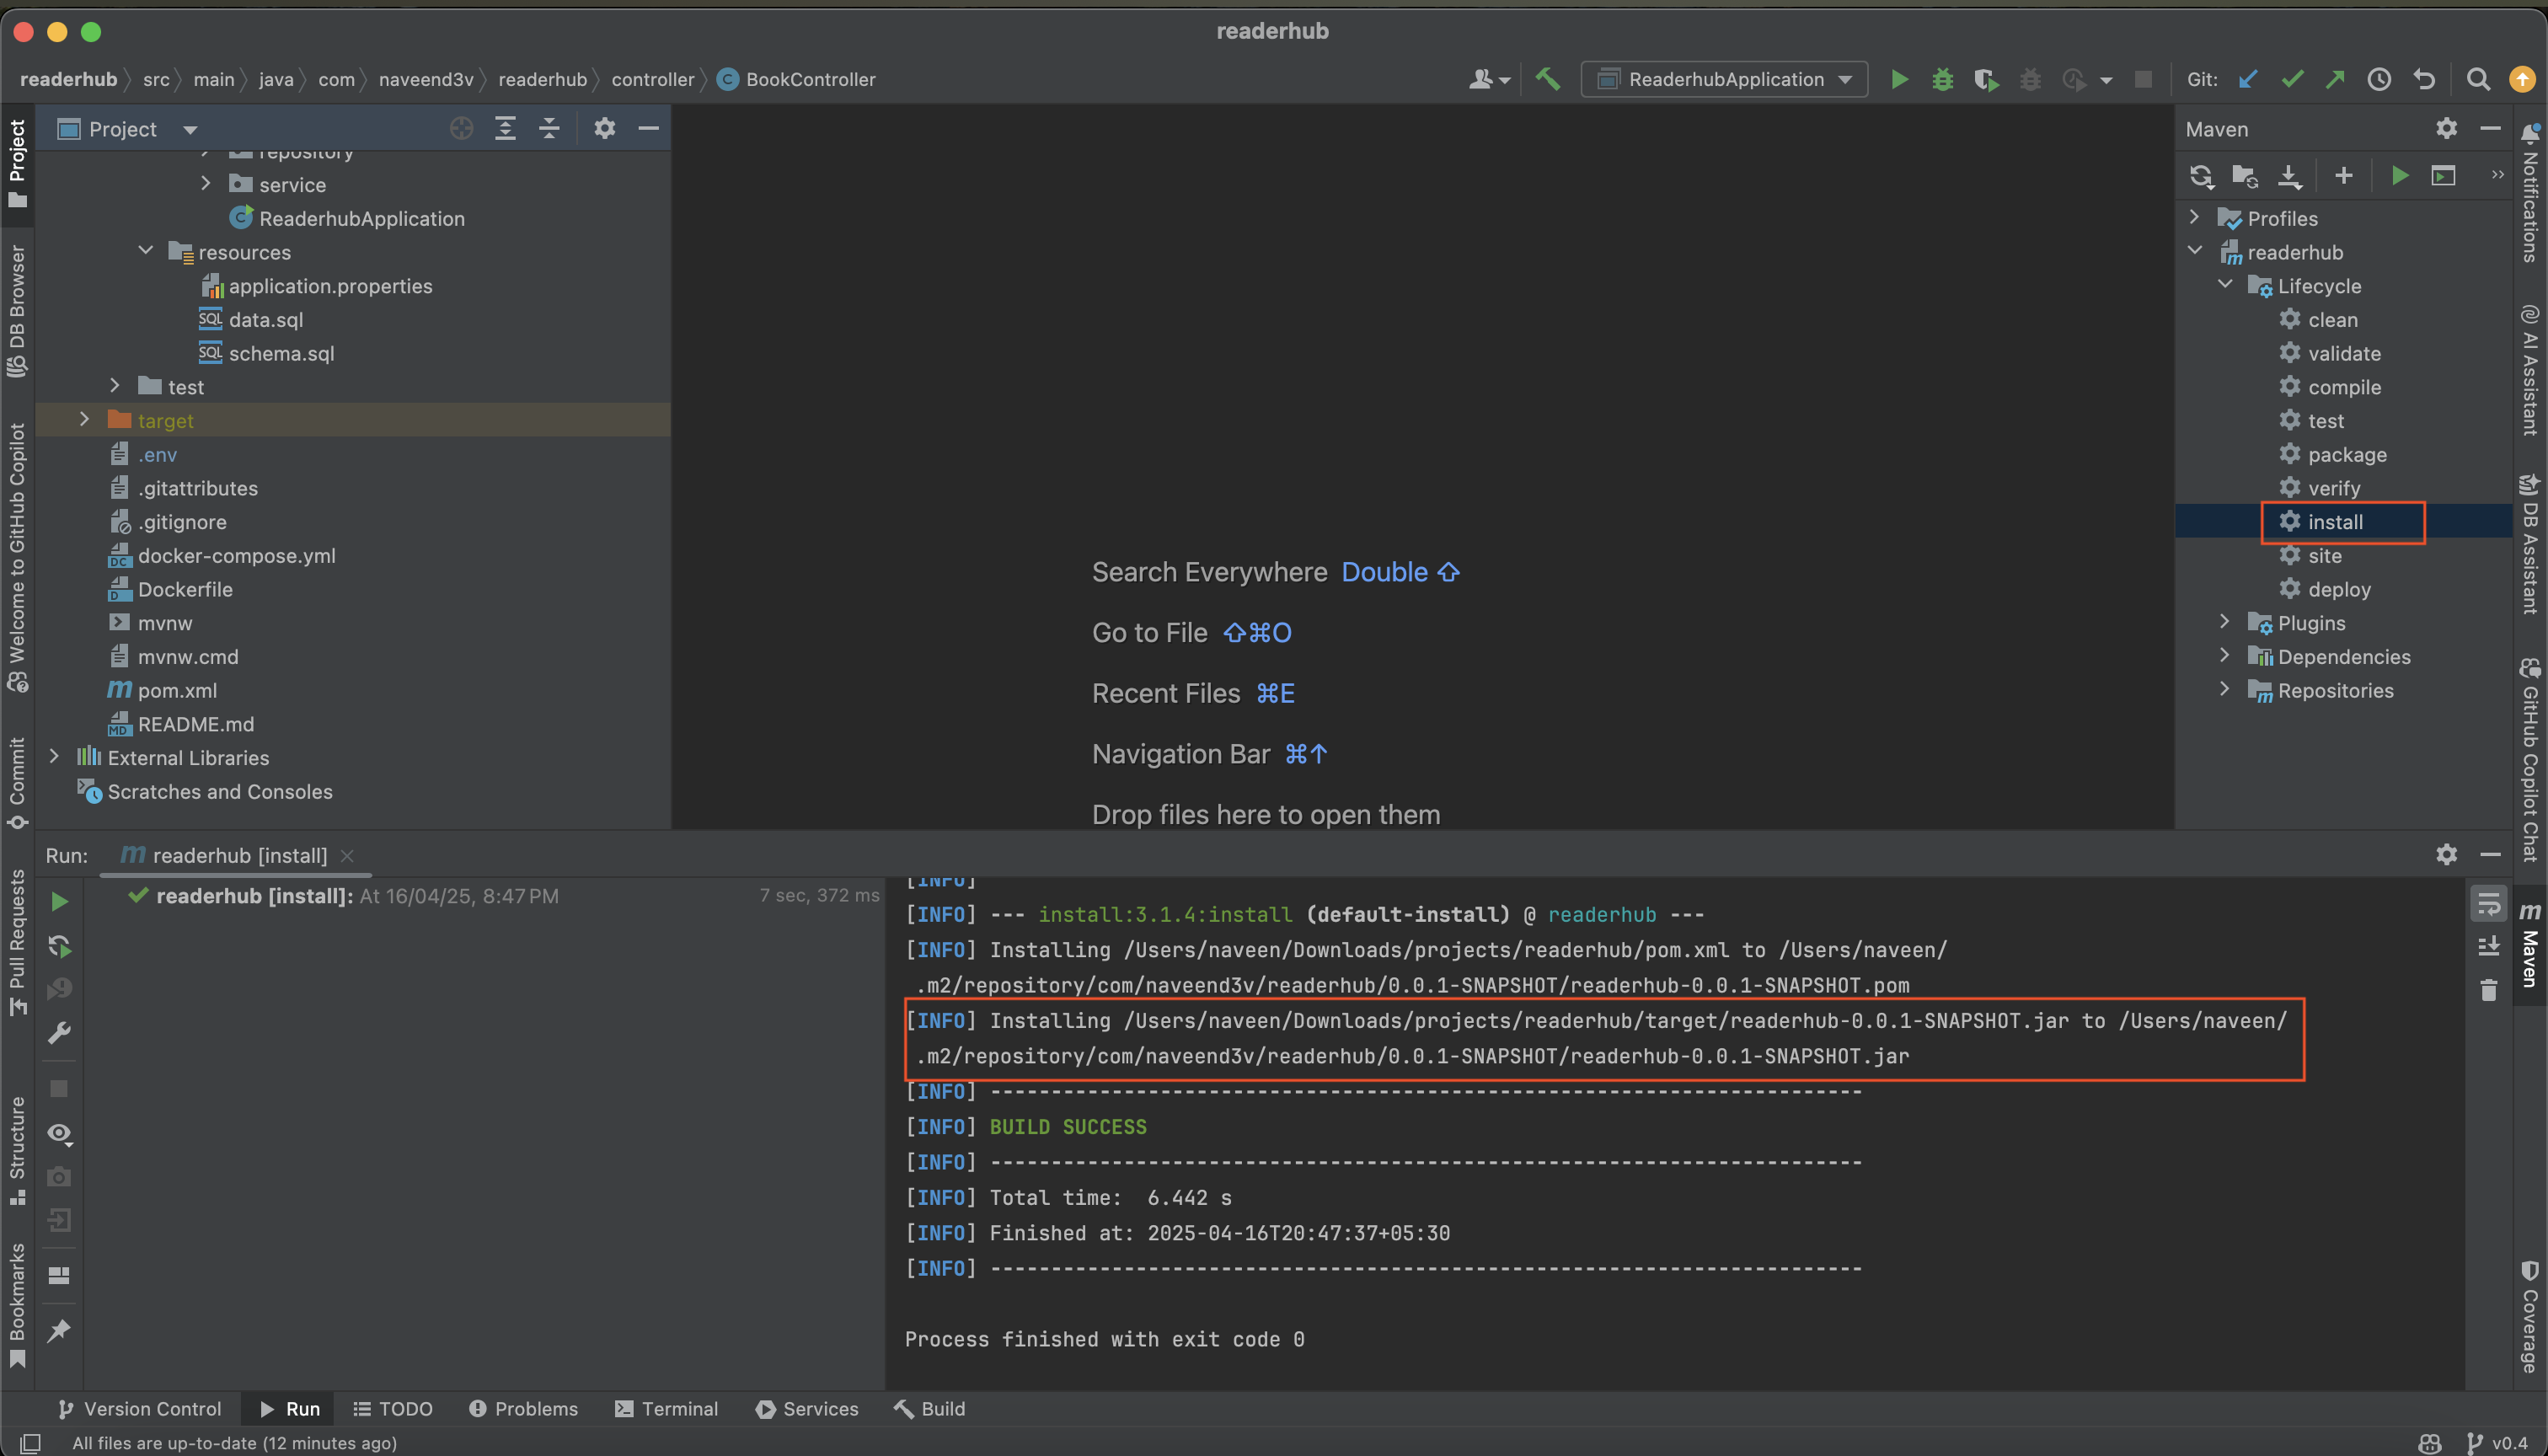 readerhub
readerhub src main java com naveend3v readerhub controller BookController
ReaderhubApplication
Git:
Project
DB Browser
Welcome to GitHub Copilot
Commit
Pull Requests
Structure
Bookmarks
Project
repository
service
ReaderhubApplication
resources
application.properties
data.sql
schema.sql
test
target
.env
.gitattributes
.gitignore
docker-compose.yml
Dockerfile
mvnw
mvnw.cmd
pom.xml
README.md
External Libraries
Scratches and Consoles
Search Everywhere Double ⇧
Go to File ⇧⌘O
Recent Files ⌘E
Navigation Bar ⌘↑
Drop files here to open them
Maven
Profiles
readerhub
Lifecycle
clean
validate
compile
test
package
verify
install
site
deploy
Plugins
Dependencies
Repositories
Notifications
AI Assistant
DB Assistant
GitHub Copilot Chat
Maven
Coverage
Run: readerhub [install]
readerhub [install]: At 16/04/25, 8:47 PM 7 sec, 372 ms
[INFO]
[INFO] --- install:3.1.4:install (default-install) @ readerhub ---
[INFO] Installing /Users/naveen/Downloads/projects/readerhub/pom.xml to /Users/naveen/
.m2/repository/com/naveend3v/readerhub/0.0.1-SNAPSHOT/readerhub-0.0.1-SNAPSHOT.pom
[INFO] Installing /Users/naveen/Downloads/projects/readerhub/target/readerhub-0.0.1-SNAPSHOT.jar to /Users/naveen/
.m2/repository/com/naveend3v/readerhub/0.0.1-SNAPSHOT/readerhub-0.0.1-SNAPSHOT.jar
[INFO] ------------------------------------------------------------------------
[INFO] BUILD SUCCESS
[INFO] ------------------------------------------------------------------------
[INFO] Total time:  6.442 s
[INFO] Finished at: 2025-04-16T20:47:37+05:30
[INFO] ------------------------------------------------------------------------
Process finished with exit code 0
Version Control Run TODO Problems Terminal Services Build
All files are up-to-date (12 minutes ago)
v0.4